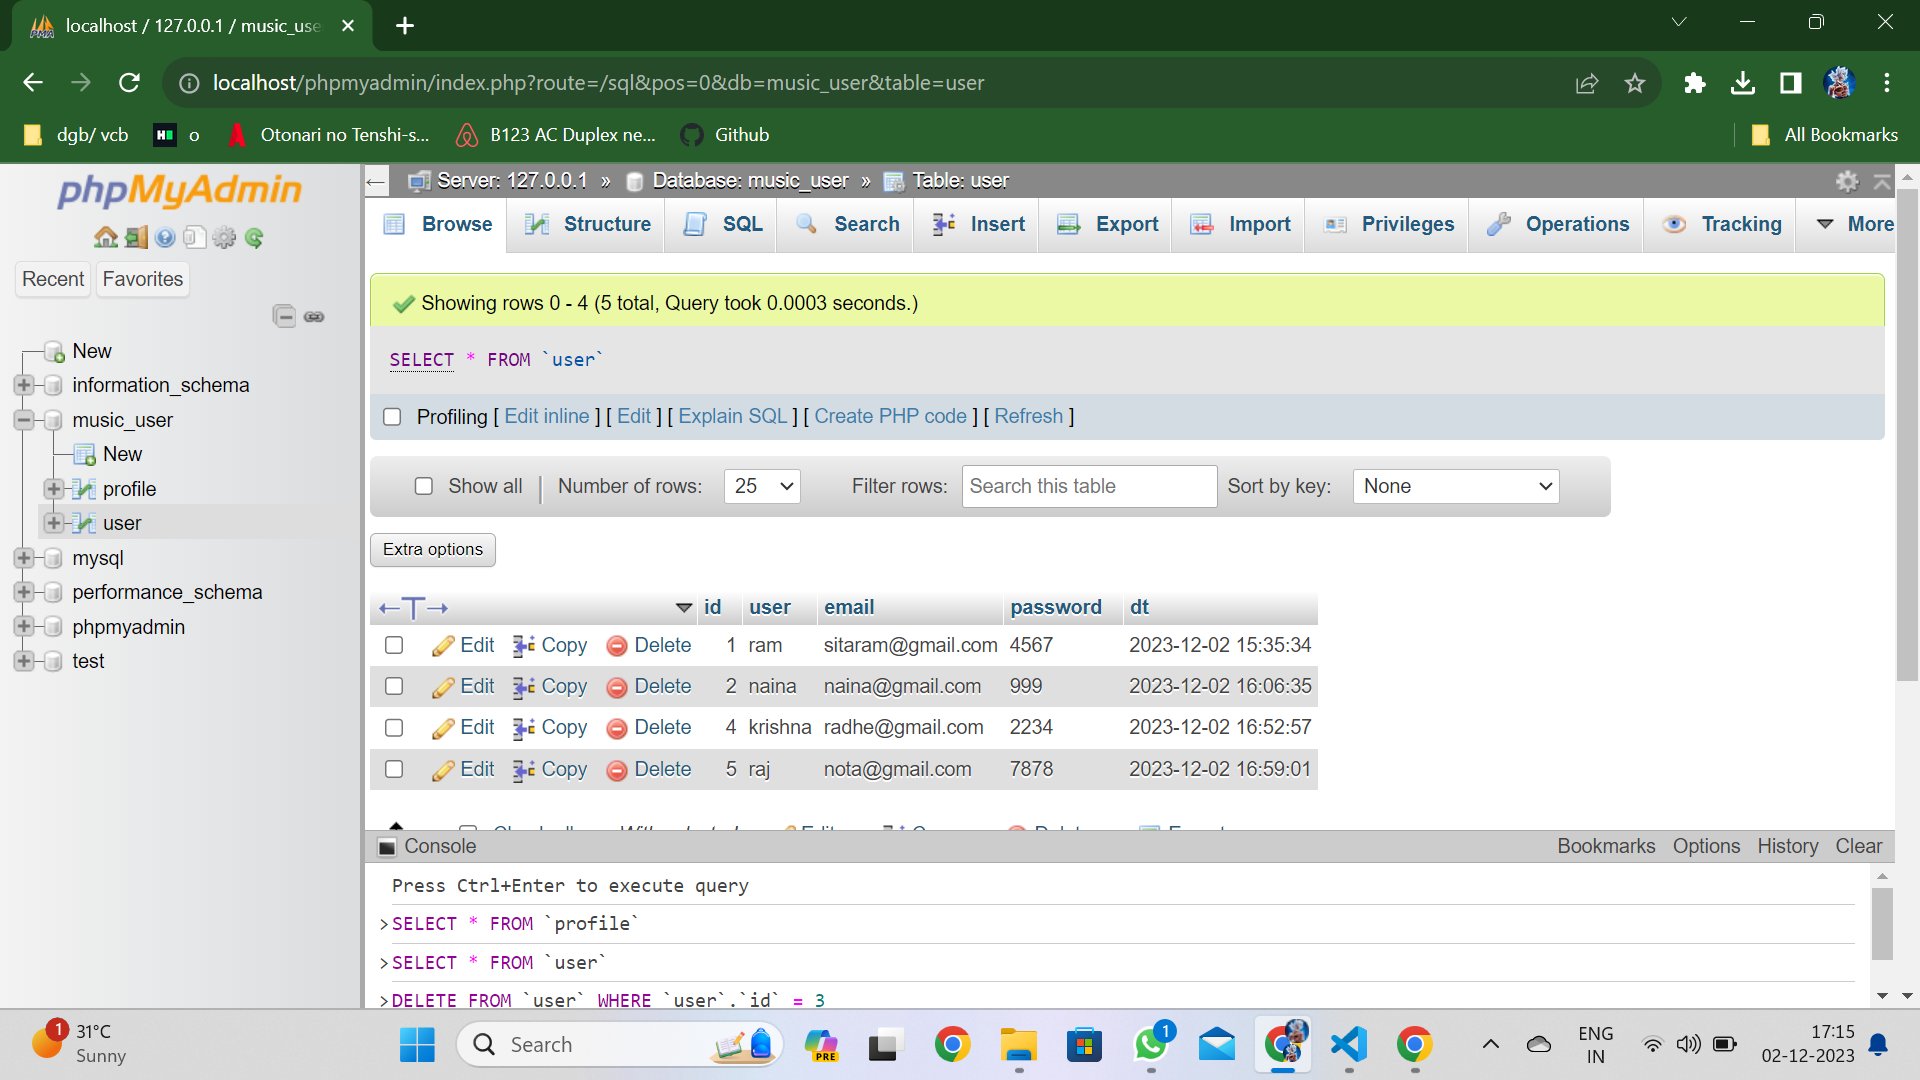 localhost / 127.0.0.1 / music_use
localhost/phpmyadmin/index.php?route=/sql&pos=0&db=music_user&table=user
dgb/ vcb
o
Otonari no Tenshi-s...
B123 AC Duplex ne...
Github
All Bookmarks
phpMyAdmin
Recent
Favorites
New
information_schema
music_user
New
profile
user
mysql
performance_schema
phpmyadmin
test
Server: 127.0.0.1 » Database: music_user » Table: user
Browse
Structure
SQL
Search
Insert
Export
Import
Privileges
Operations
Tracking
More
Showing rows 0 - 4 (5 total, Query took 0.0003 seconds.)
SELECT * FROM `user`
Profiling [ Edit inline ] [ Edit ] [ Explain SQL ] [ Create PHP code ] [ Refresh ]
Show all | Number of rows: 25 Filter rows: Search this table Sort by key: None
Extra options
id user email password dt
Edit Copy Delete 1 ram sitaram@gmail.com 4567 2023-12-02 15:35:34
Edit Copy Delete 2 naina naina@gmail.com 999 2023-12-02 16:06:35
Edit Copy Delete 4 krishna radhe@gmail.com 2234 2023-12-02 16:52:57
Edit Copy Delete 5 raj nota@gmail.com 7878 2023-12-02 16:59:01
Console
Bookmarks Options History Clear
Press Ctrl+Enter to execute query
>SELECT * FROM `profile`
>SELECT * FROM `user`
>DELETE FROM `user` WHERE `user`.`id` = 3
1
31°C
Sunny
Search
PRE
1
ENG
IN
17:15
02-12-2023